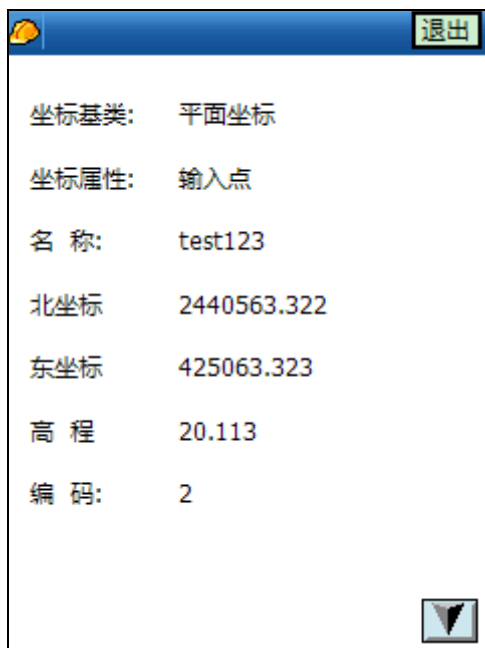 退出
坐标基类: 平面坐标
坐标属性: 输入点
名 称: test123
北坐标 2440563.322
东坐标 425063.323
高 程 20.113
编 码: 2